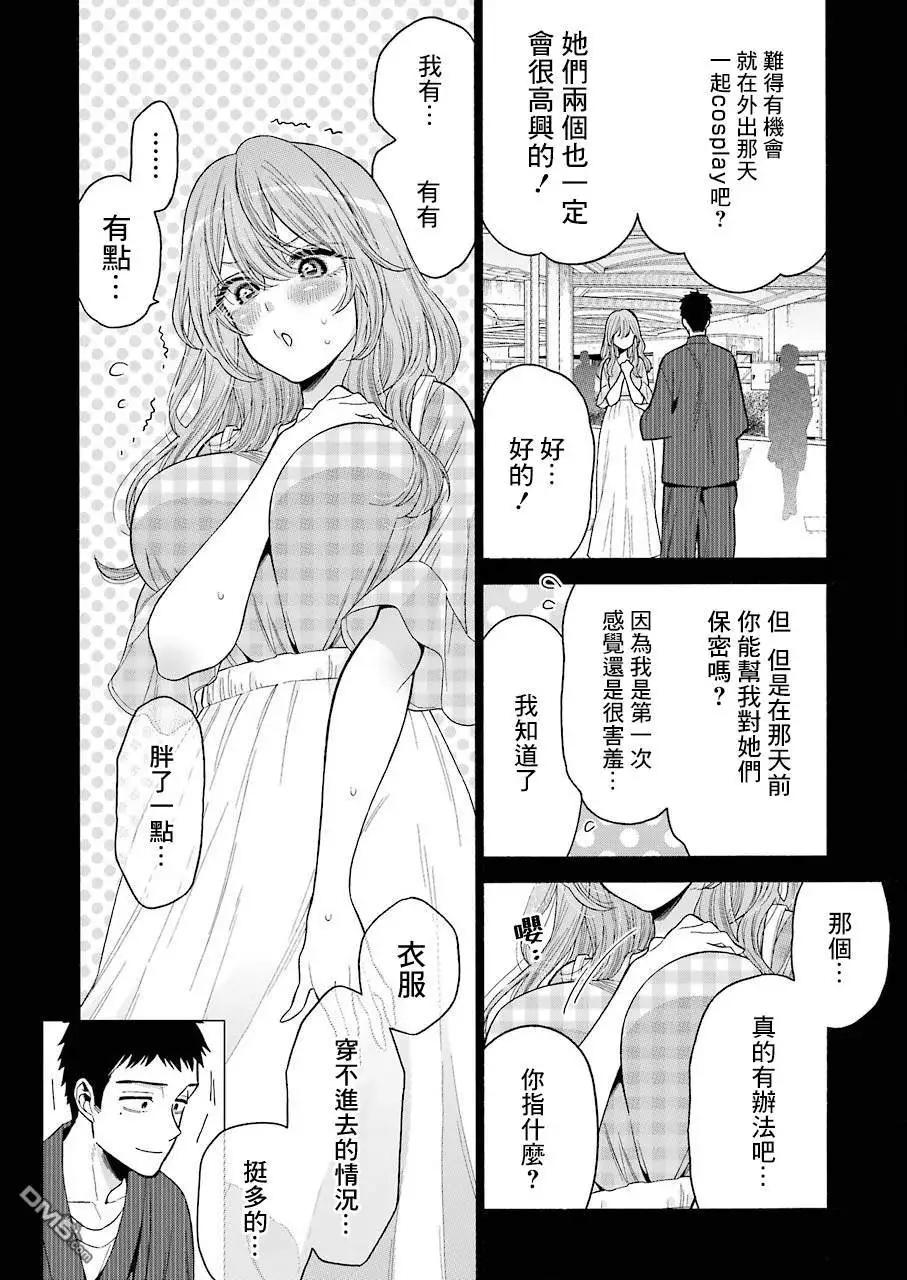 難得有機會
就在外出那天
一起cosplay吧?
她們兩個也一定
會很高興的!
好…
好的!
但 但是在那天前
你能幫我對她們
保密嗎?
因為我是第一次
感覺還是很害羞…
我知道了
那個…
嚶
真的有辦法吧…
你指什麼?
我有…
有有
……
有點…
胖了一點…
衣服
穿不進去的情況…
挺多的…
DM5.com